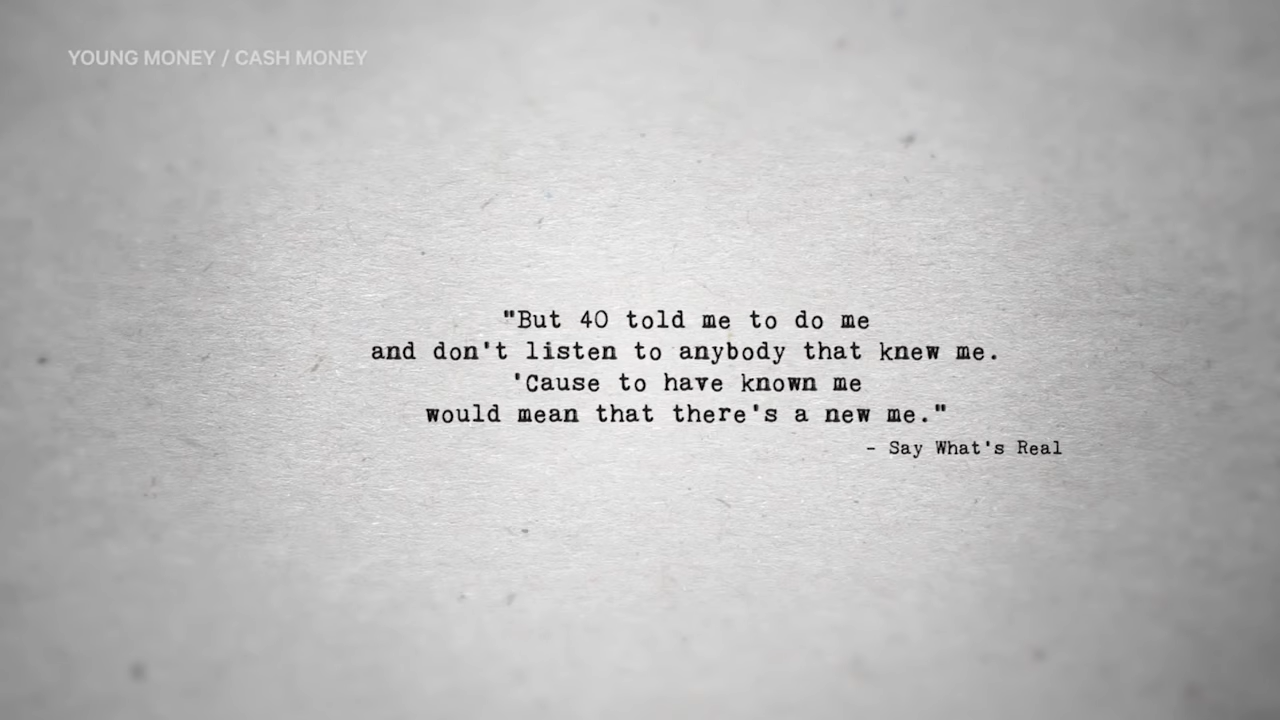 YOUNG MONEY / CASH MONEY
"But 40 told me to do me
and don't listen to anybody that knew me.
'Cause to have known me
would mean that there's a new me."
- Say What's Real